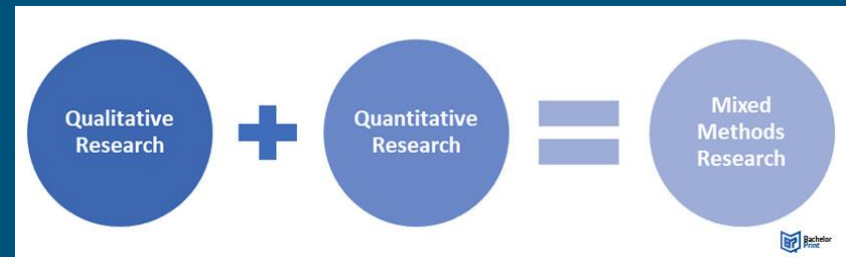 Qualitative
Research
Quantitative
Research
Mixed
Methods
Research
Bachelor
Print